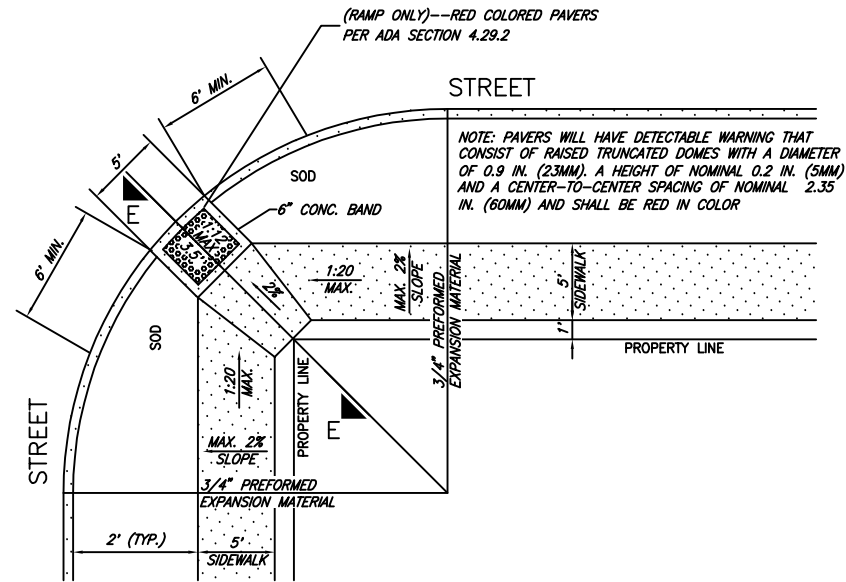 (RAMP ONLY)--RED COLORED PAVERS
PER ADA SECTION 4.29.2
6' MIN.
STREET
5'
NOTE: PAVERS WILL HAVE DETECTABLE WARNING THAT
CONSIST OF RAISED TRUNCATED DOMES WITH A DIAMETER
OF 0.9 IN. (23MM). A HEIGHT OF NOMINAL 0.2 IN. (5MM)
AND A CENTER-TO-CENTER SPACING OF NOMINAL 2.35
IN. (60MM) AND SHALL BE RED IN COLOR
SOD
E
6" CONC. BAND
1:12
MAX.
3.5'
6' MIN.
2%
1:20
MAX.
MAX. 2%
SLOPE
5'
SIDEWALK
1"
3/4" PREFORMED
EXPANSION MATERIAL
PROPERTY LINE
SOD
1:20
MAX.
PROPERTY LINE
E
STREET
MAX. 2%
SLOPE
3/4" PREFORMED
EXPANSION MATERIAL
2' (TYP.)
5'
SIDEWALK